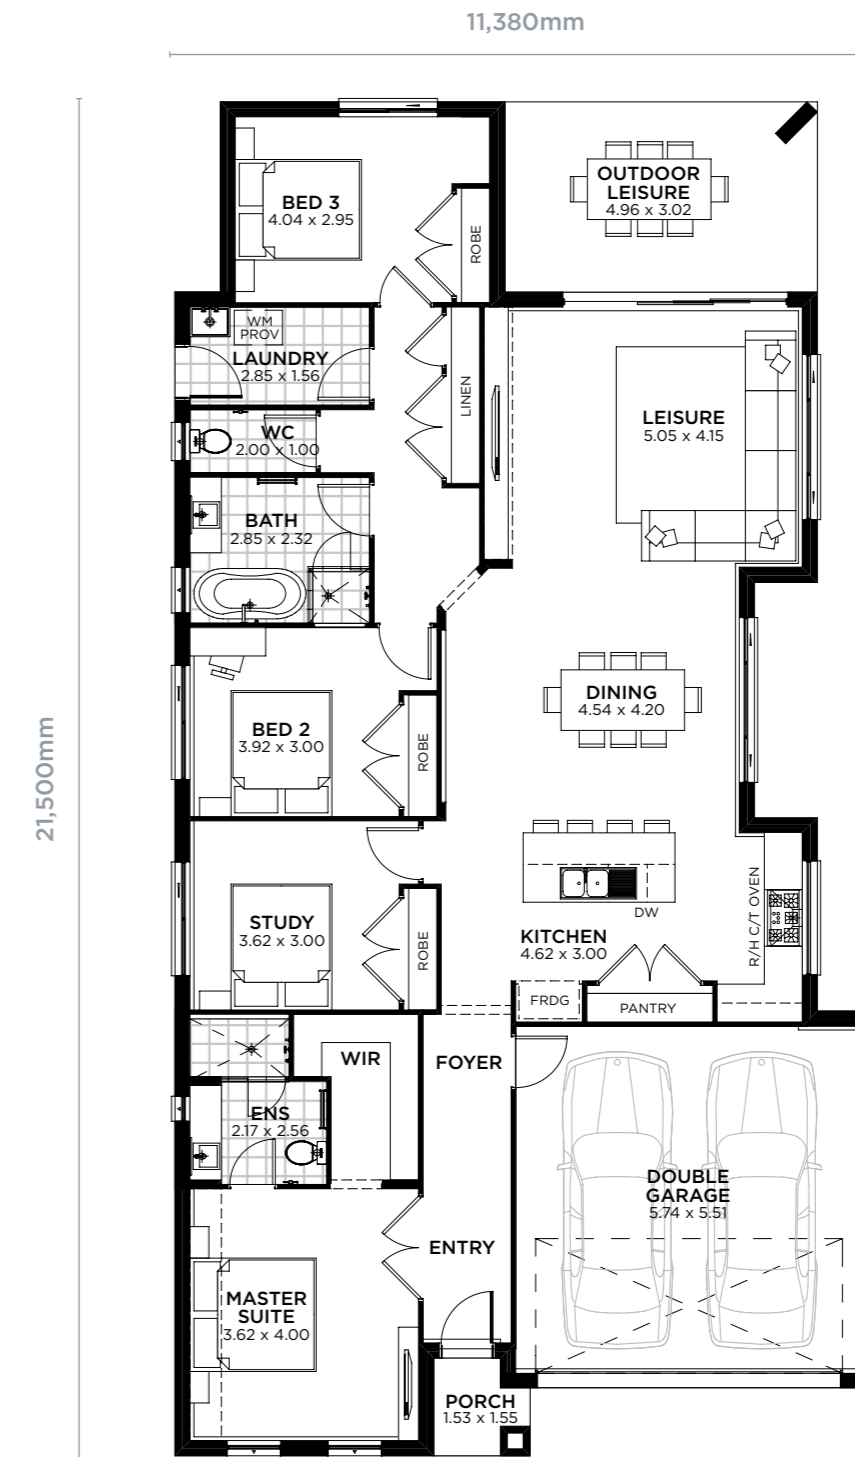 11,380mm
21,500mm
BED 3
4.04 x 2.95
ROBE
OUTDOOR
LEISURE
4.96 x 3.02
WM
PROV
LAUNDRY
2.85 x 1.56
LINEN
LEISURE
5.05 x 4.15
WC
2.00 x 1.00
BATH
2.85 x 2.32
BED 2
3.92 x 3.00
ROBE
DINING
4.54 x 4.20
STUDY
3.62 x 3.00
ROBE
DW
KITCHEN
4.62 x 3.00
R/H C/T OVEN
FRDG
PANTRY
WIR
FOYER
ENS
2.17 x 2.56
DOUBLE
GARAGE
5.74 x 5.51
ENTRY
MASTER
SUITE
3.62 x 4.00
PORCH
1.53 x 1.55